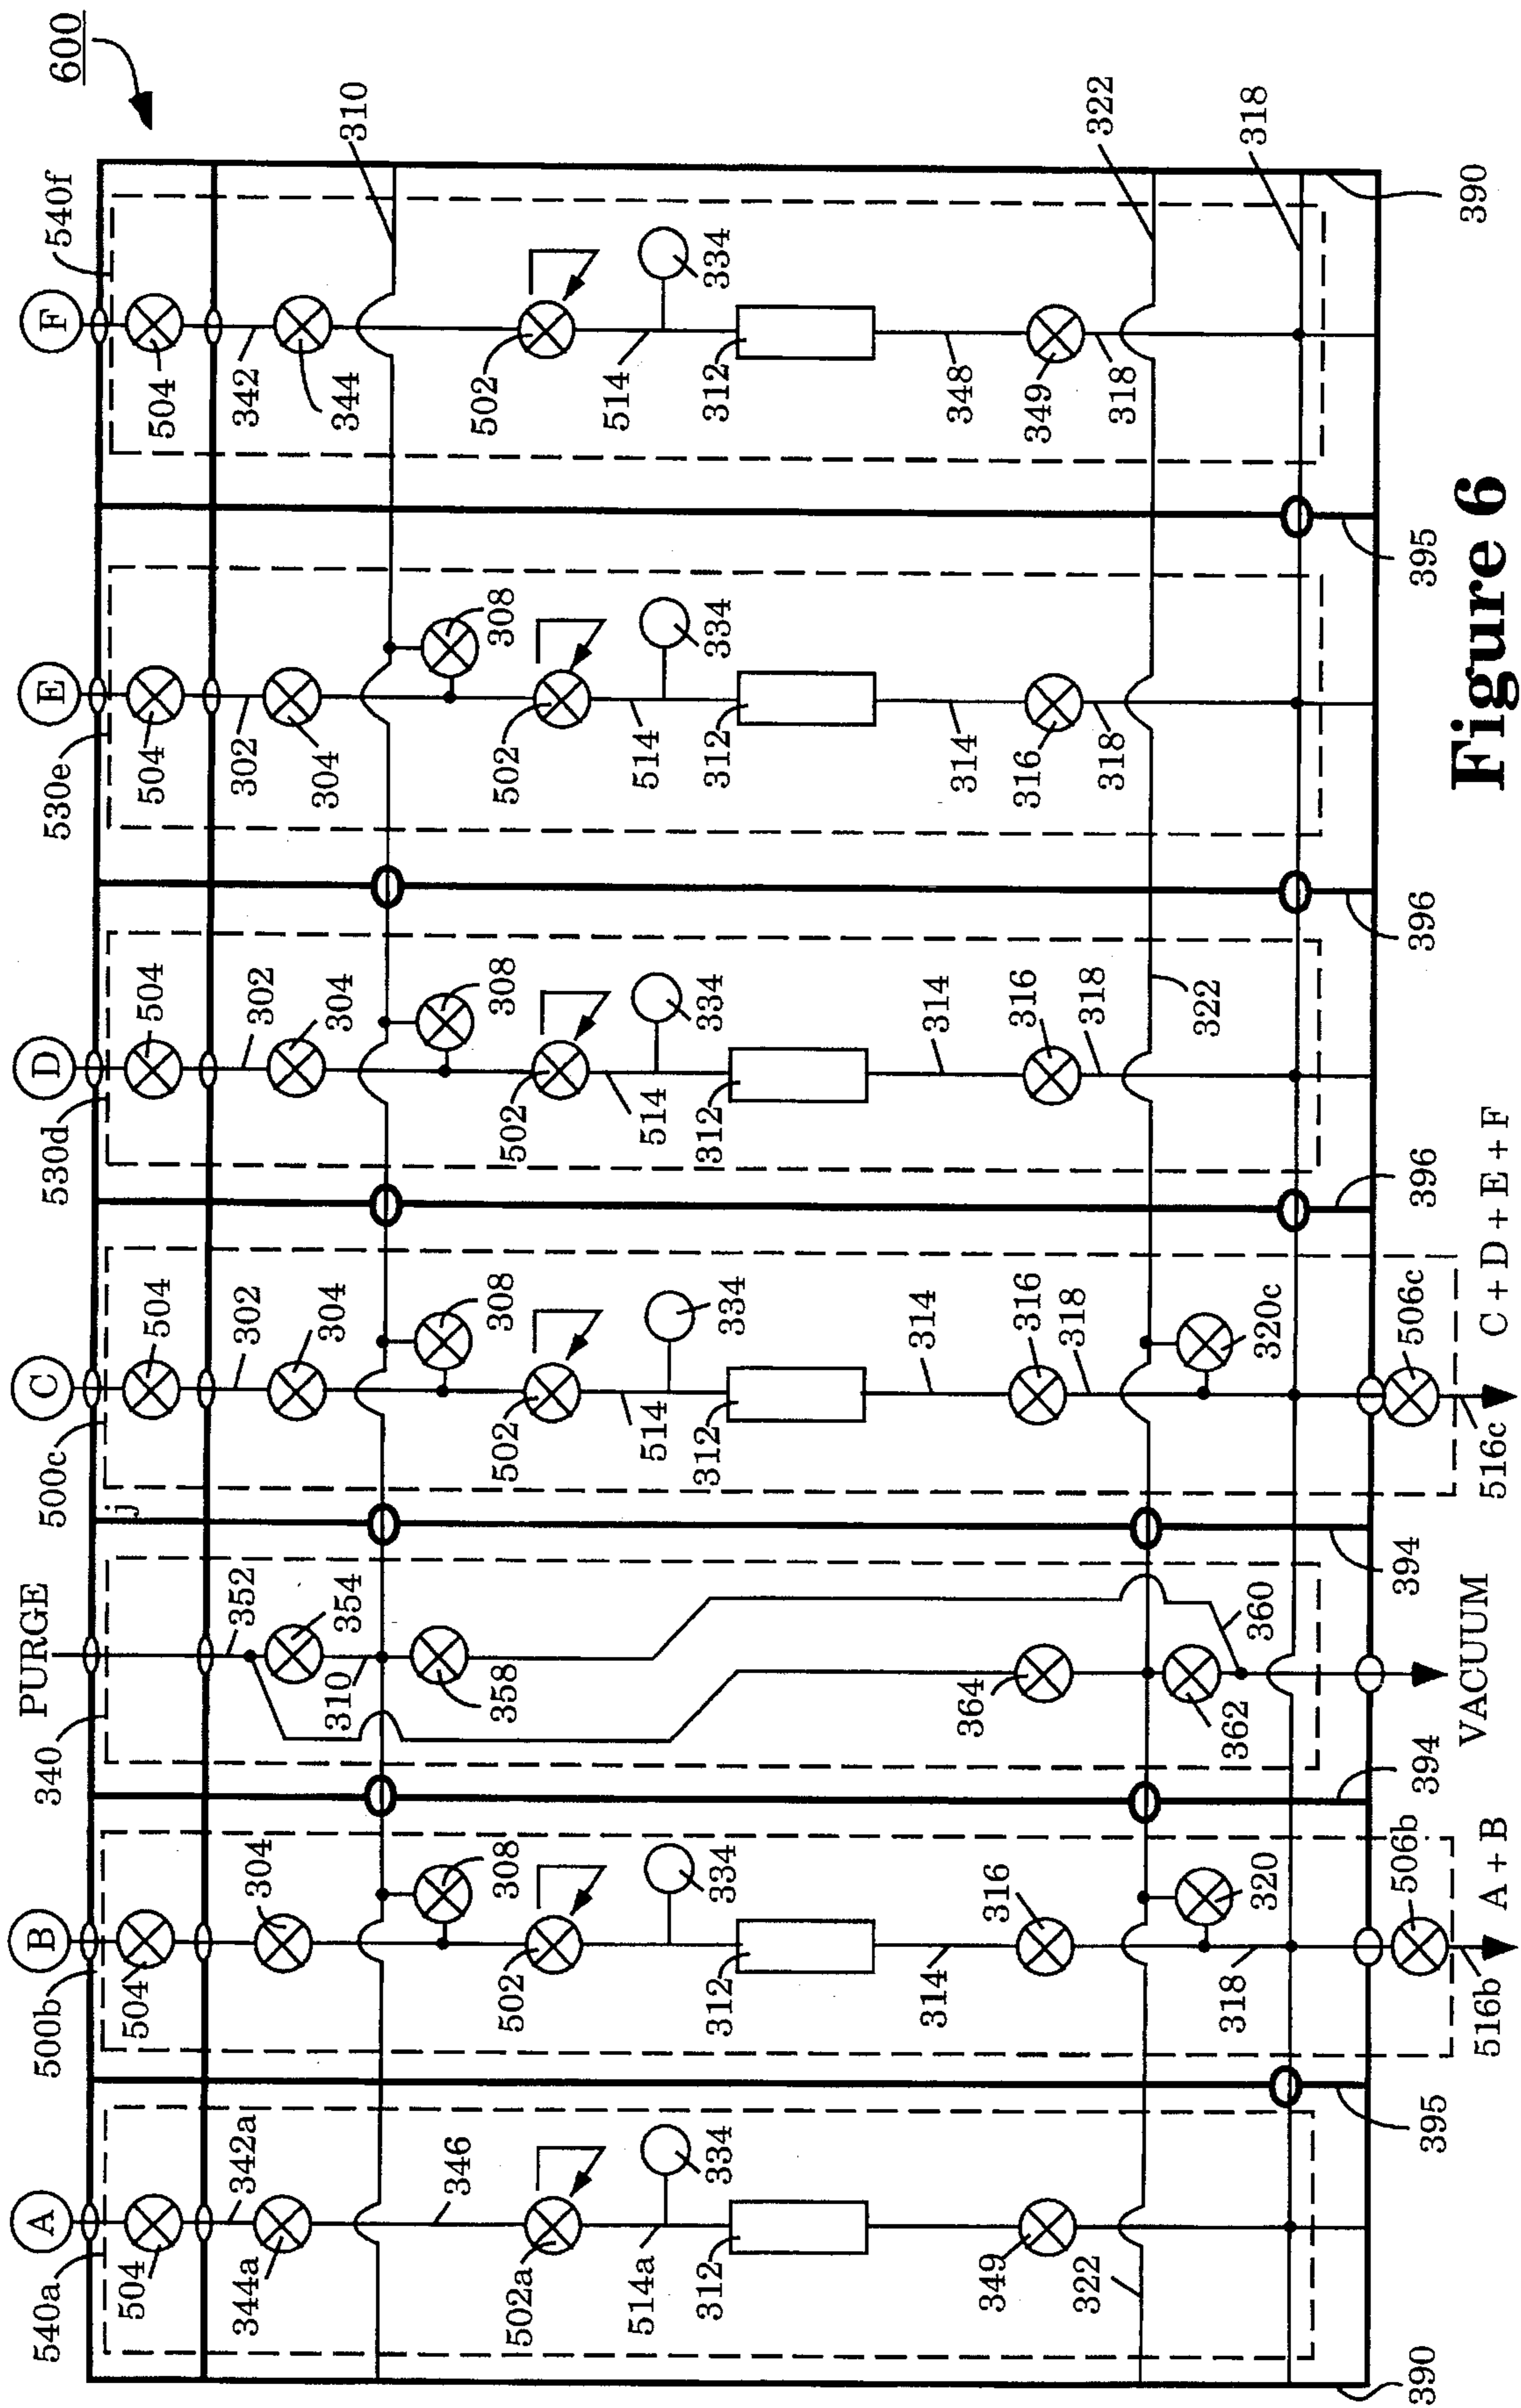 600
A
B
PURGE
C
D
E
F
540a
500b
340
500c
530d
530e
540f
j
504
342a
344a
346
502a
514a
334
312
349
322
504
304
308
502
334
312
314
316
320
318
506b
516b
A + B
352
354
310
358
364
362
360
VACUUM
504
302
304
308
502
514
334
312
314
316
318
320c
506c
516c
C + D + E + F
504
302
304
308
502
514
334
312
314
316
318
322
504
302
304
308
502
514
334
312
314
316
318
504
342
344
310
502
514
334
312
348
349
318
322
318
390
395
394
394
396
396
395
390
Figure 6